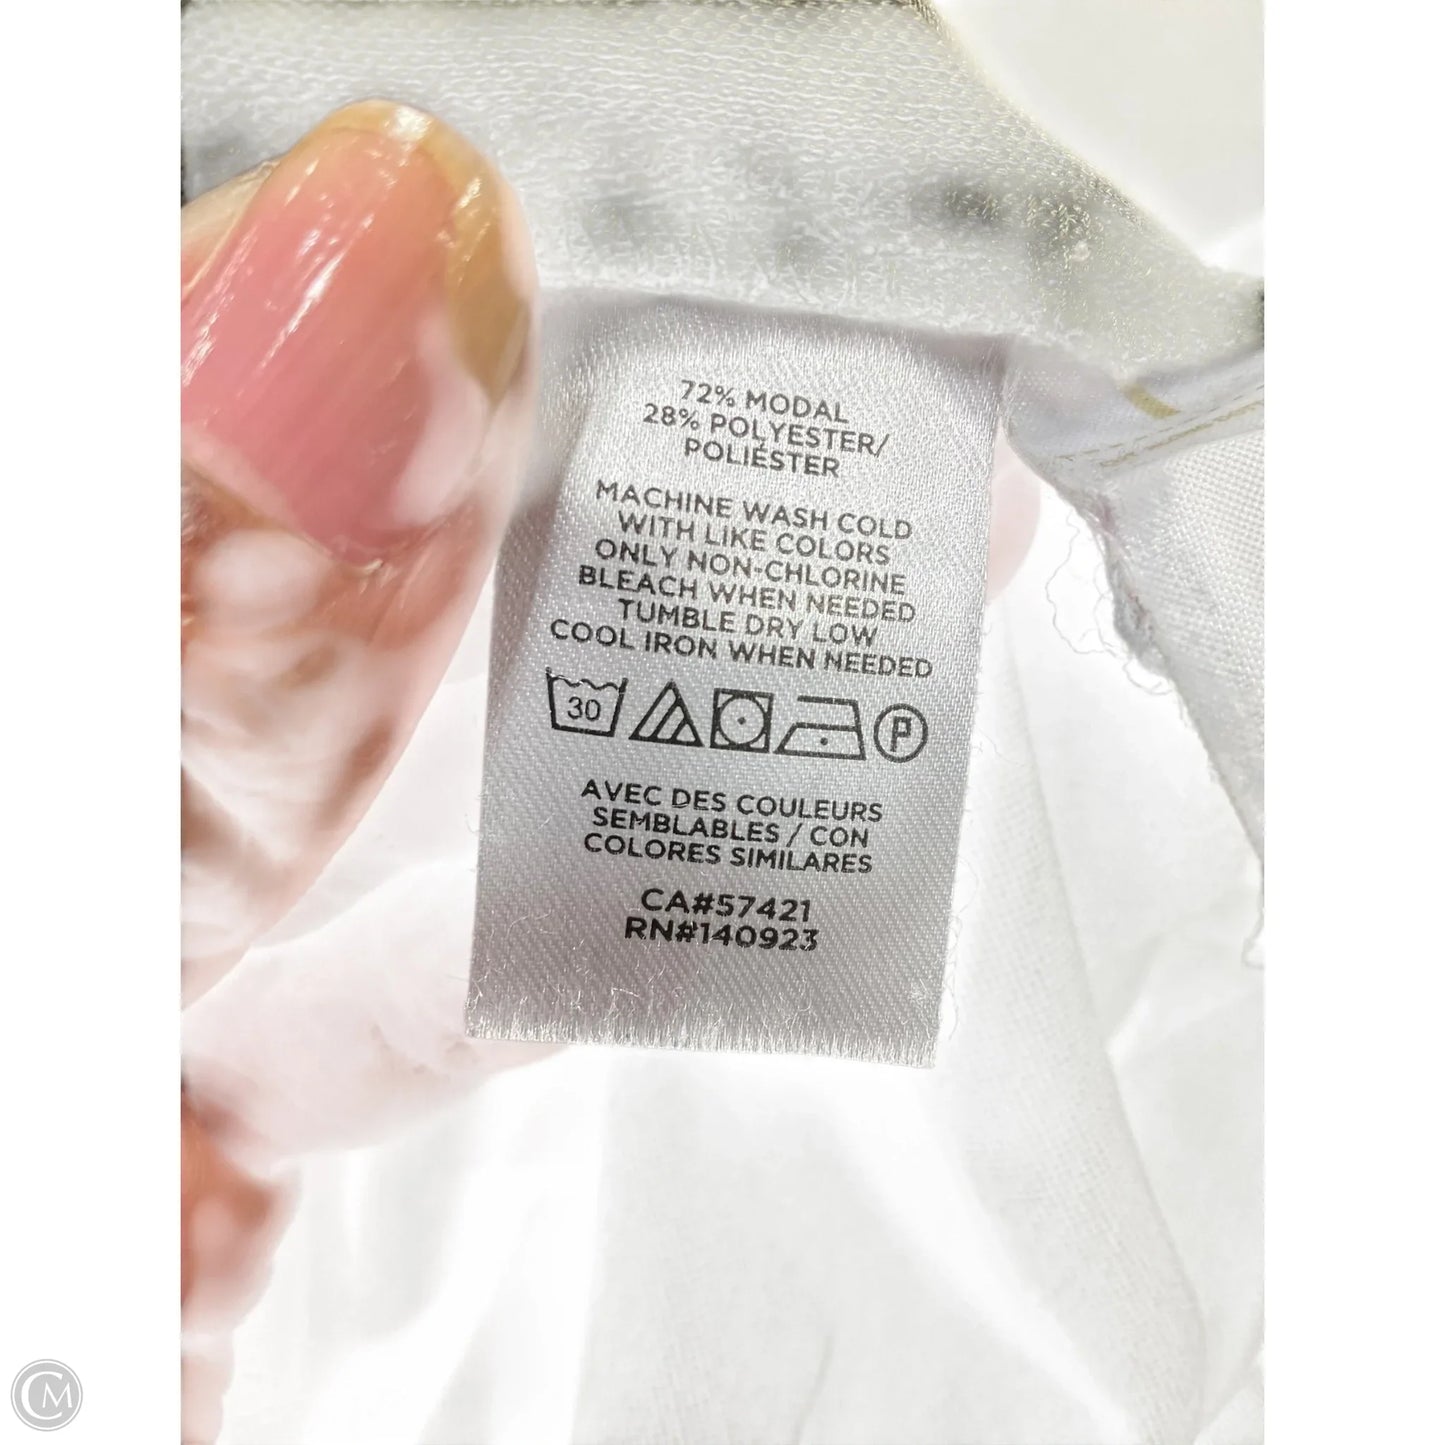 72% MODAL
28% POLYESTER/
POLIÉSTER
MACHINE WASH COLD
WITH LIKE COLORS
ONLY NON-CHLORINE
BLEACH WHEN NEEDED
TUMBLE DRY LOW
COOL IRON WHEN NEEDED
30 P
AVEC DES COULEURS
SEMBLABLES / CON
COLORES SIMILARES
CA#57421
RN#140923
CM